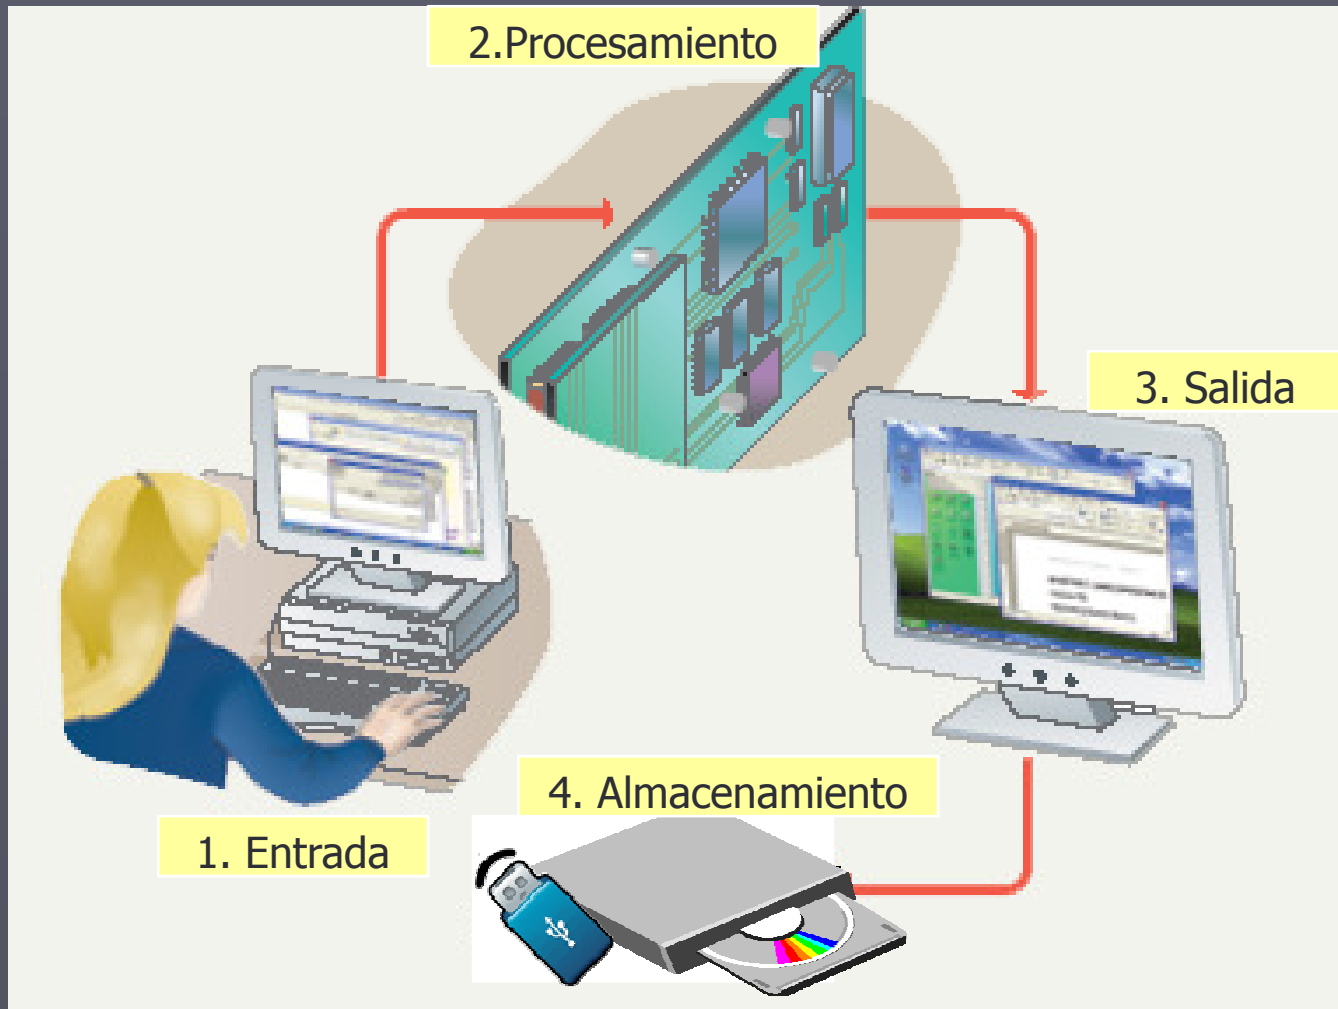 2.Procesamiento
3. Salida
4. Almacenamiento
1. Entrada